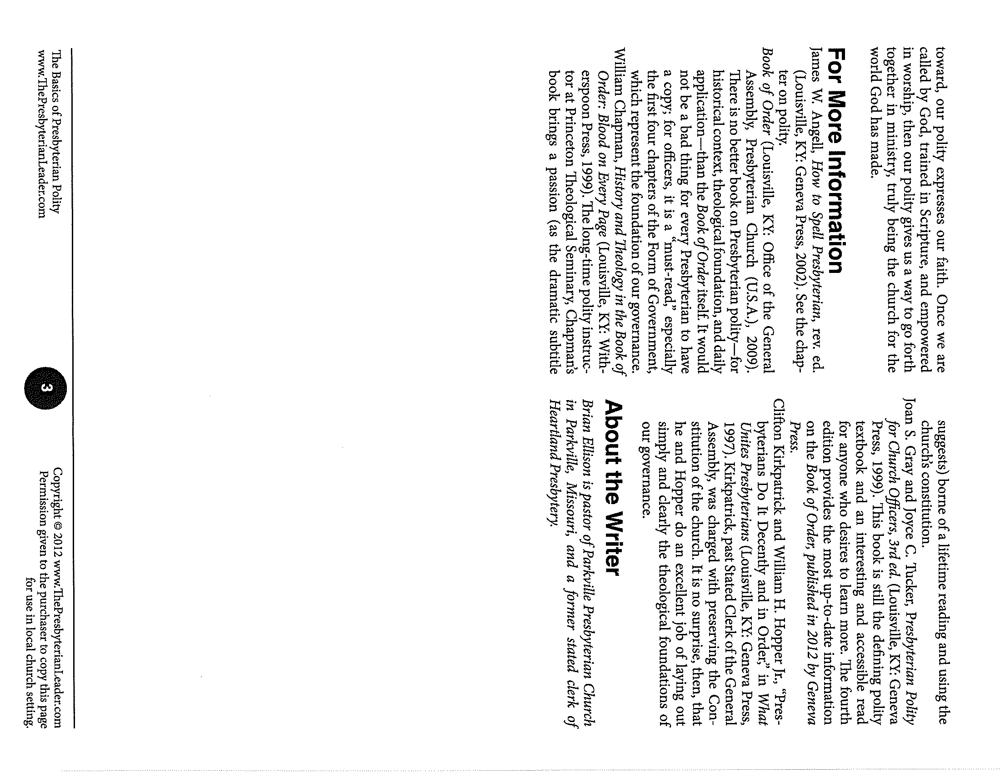 toward, our polity expresses our faith. Once we are
called by God, trained in Scripture, and empowered
in worship, then our polity gives us a way to go forth
together in ministry, truly being the church for the
world God has made.
For More Information
James W. Angell, How to Spell Presbyterian, rev. ed.
(Louisville, KY: Geneva Press, 2002). See the chap-
ter on polity.
Book of Order (Louisville, KY: Office of the General
Assembly, Presbyterian Church (U.S.A.), 2009).
There is no better book on Presbyterian polity—for
historical context, theological foundation, and daily
application—than the Book of Order itself. It would
not be a bad thing for every Presbyterian to have
a copy; for officers, it is a “must-read,” especially
the first four chapters of the Form of Government,
which represent the foundation of our governance.
William Chapman, History and Theology in the Book of
Order: Blood on Every Page (Louisville, KY: With-
erspoon Press, 1999). The long-time polity instruc-
tor at Princeton Theological Seminary, Chapman’s
book brings a passion (as the dramatic subtitle
suggests) borne of a lifetime reading and using the
church’s constitution.
Joan S. Gray and Joyce C. Tucker, Presbyterian Polity
for Church Officers, 3rd ed. (Louisville, KY: Geneva
Press, 1999). This book is still the defining polity
textbook and an interesting and accessible read
for anyone who desires to learn more. The fourth
edition provides the most up-to-date information
on the Book of Order, published in 2012 by Geneva
Press.
Clifton Kirkpatrick and William H. Hopper Jr., “Pres-
byterians Do It Decently and in Order,” in What
Unites Presbyterians (Louisville, KY: Geneva Press,
1997). Kirkpatrick, past Stated Clerk of the General
Assembly, was charged with preserving the Con-
stitution of the church. It is no surprise, then, that
he and Hopper do an excellent job of laying out
simply and clearly the theological foundations of
our governance.
About the Writer
Brian Ellison is pastor of Parkville Presbyterian Church
in Parkville, Missouri, and a former stated clerk of
Heartland Presbytery.
The Basics of Presbyterian Polity
www.ThePresbyterianLeader.com
3
Copyright © 2012 www.ThePresbyterianLeader.com
Permission given to the purchaser to copy this page
for use in local church setting.